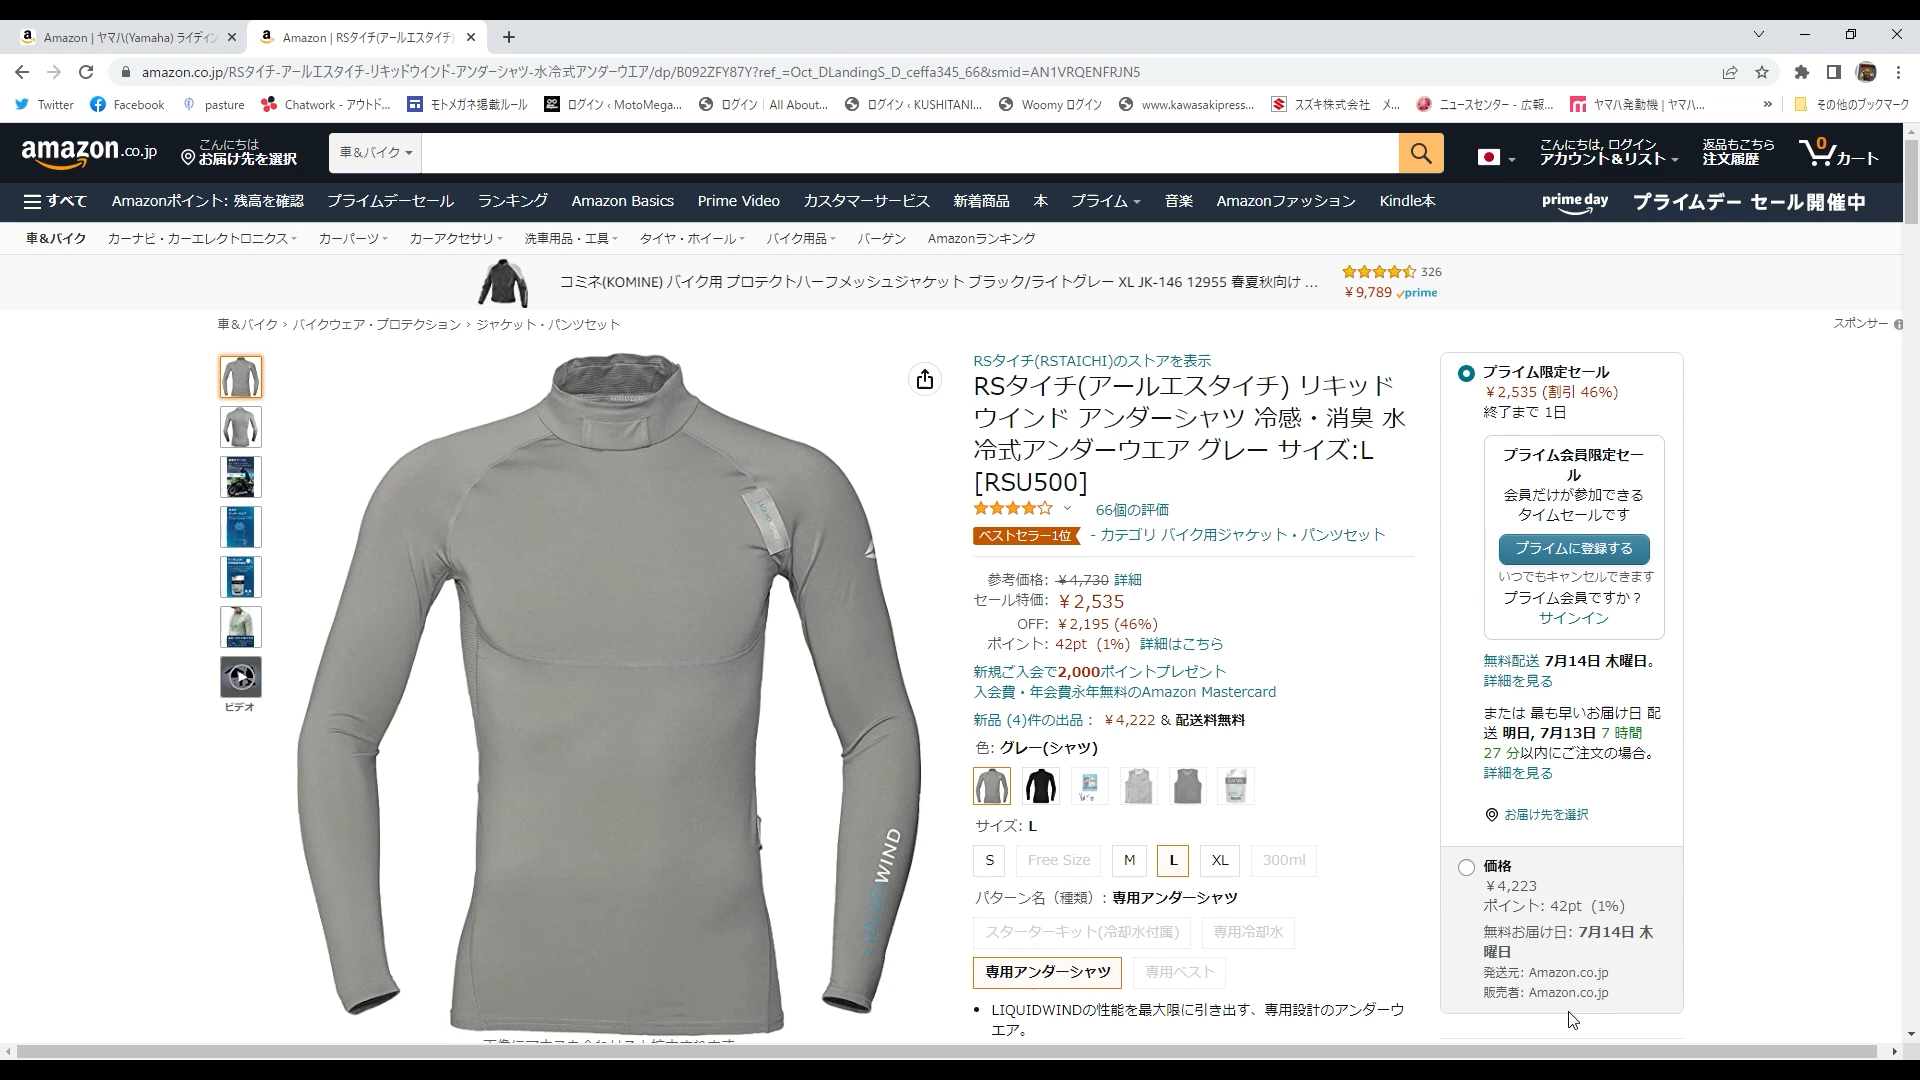 Amazon | ヤマハ(Yamaha) ライディン
Amazon | RSタイチ(アールエスタイチ)
amazon.co.jp/RSタイチ-アールエスタイチ-リキッドウインド-アンダーシャツ-水冷式アンダーウエア/dp/B092ZFY87Y?ref_=Oct_DLandingS_D_ceffa345_66&smid=AN1VRQENFRJN5
Twitter Facebook pasture Chatwork - アウトド... モトメガネ掲載ルール ログイン ‹ MotoMega... ログイン | All About... ログイン ‹ KUSHITANI... Woomy ログイン www.kawasakipress... スズキ株式会社 メ... ニュースセンター - 広報... ヤマハ発動機 | ヤマハ... » その他のブックマーク
amazon.co.jp
こんにちは
お届け先を選択
車&バイク
こんにちは, ログイン
アカウント&リスト
返品もこちら
注文履歴
0
カート
すべて Amazonポイント: 残高を確認 プライムデーセール ランキング Amazon Basics Prime Video カスタマーサービス 新着商品 本 プライム 音楽 Amazonファッション Kindle本
prime day プライムデー セール開催中
車&バイク カーナビ・カーエレクトロニクス カーパーツ カーアクセサリ 洗車用品・工具 タイヤ・ホイール バイク用品 バーゲン Amazonランキング
コミネ(KOMINE) バイク用 プロテクトハーフメッシュジャケット ブラック/ライトグレー XL JK-146 12955 春夏秋向け ...
326
￥9,789 prime
車&バイク › バイクウェア・プロテクション › ジャケット・パンツセット
スポンサー
ビデオ
LIQUIDWIND
LIQUIDWIND
RSタイチ(RSTAICHI)のストアを表示
RSタイチ(アールエスタイチ) リキッド
ウインド アンダーシャツ 冷感・消臭 水
冷式アンダーウエア グレー サイズ:L
[RSU500]
66個の評価
ベストセラー1位 - カテゴリ バイク用ジャケット・パンツセット
参考価格: ￥4,730 詳細
セール特価: ￥2,535
OFF: ￥2,195 (46%)
ポイント: 42pt (1%) 詳細はこちら
新規ご入会で2,000ポイントプレゼント
入会費・年会費永年無料のAmazon Mastercard
新品 (4)件の出品： ￥4,222 & 配送料無料
色: グレー(シャツ)
サイズ: L
S Free Size M L XL 300ml
パターン名（種類）: 専用アンダーシャツ
スターターキット(冷却水付属) 専用冷却水
専用アンダーシャツ 専用ベスト
• LIQUIDWINDの性能を最大限に引き出す、専用設計のアンダーウ
エア。
プライム限定セール
￥2,535 (割引 46%)
終了まで 1日
プライム会員限定セー
ル
会員だけが参加できる
タイムセールです
プライムに登録する
いつでもキャンセルできます
プライム会員ですか？
サインイン
無料配送 7月14日 木曜日。
詳細を見る
または 最も早いお届け日 配
送 明日, 7月13日 7 時間
27 分以内にご注文の場合。
詳細を見る
お届け先を選択
価格
￥4,223
ポイント: 42pt (1%)
無料お届け日: 7月14日 木
曜日
発送元: Amazon.co.jp
販売者: Amazon.co.jp